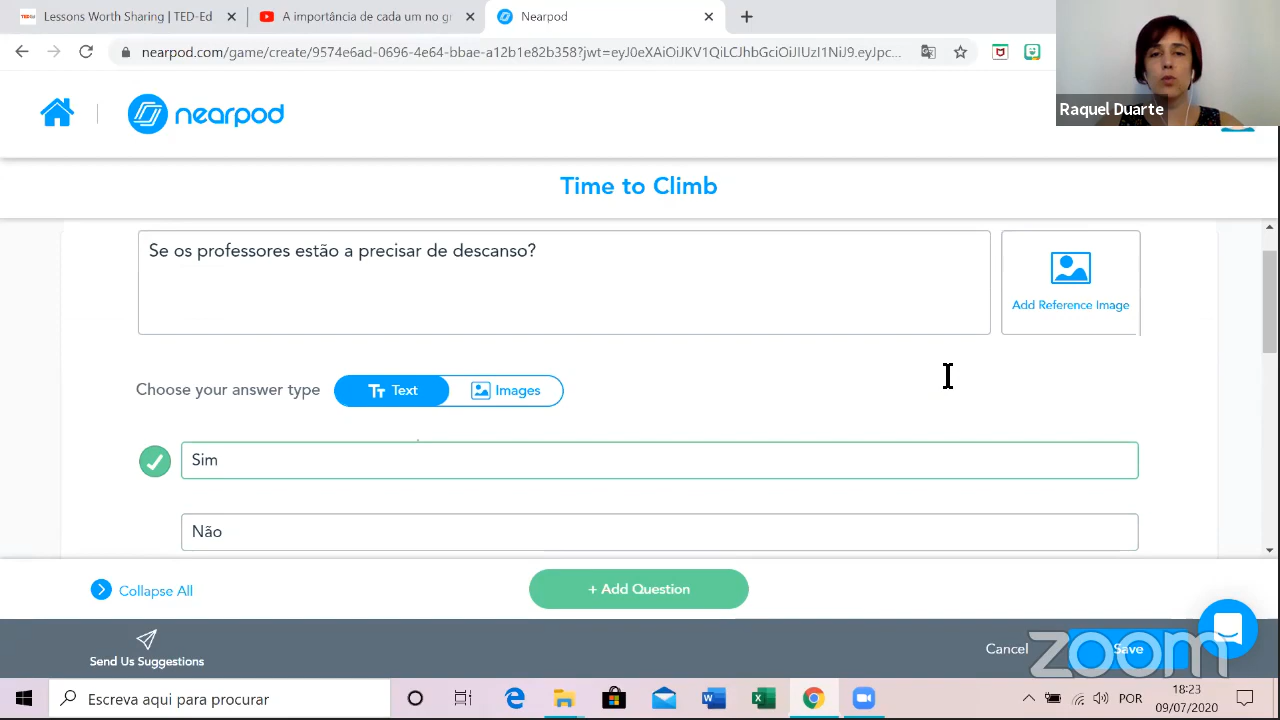 Lessons Worth Sharing | TED-Ed
A importância de cada um no gr
Nearpod
nearpod.com/game/create/9574e6ad-0696-4e64-bbae-a12b1e82b358?jwt=eyJ0eXAiOiJKV1QiLCJhbGciOiJIUzI1NiJ9.eyJpc...
nearpod
Raquel Duarte
Time to Climb
Se os professores estão a precisar de descanso?
Add Reference Image
Choose your answer type
Text
Images
Sim
Não
Collapse All
+ Add Question
Send Us Suggestions
Cancel
Save
zoom
Escreva aqui para procurar
POR
18:23
09/07/2020